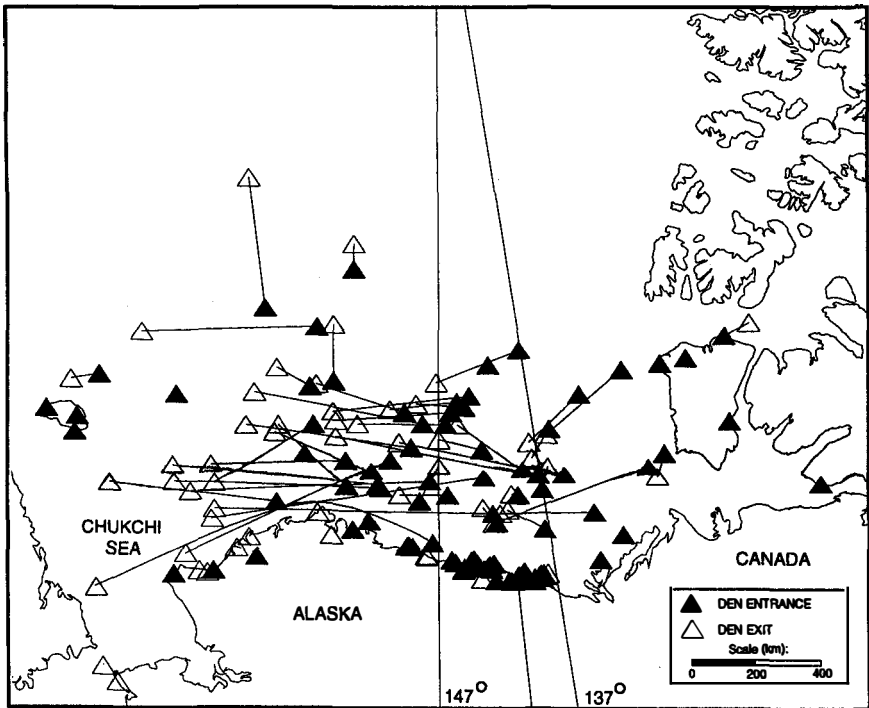 CHUKCHI
SEA
CANADA
ALASKA
DEN ENTRANCE
DEN EXIT
Scale (km):
0 200 400
147°
137°